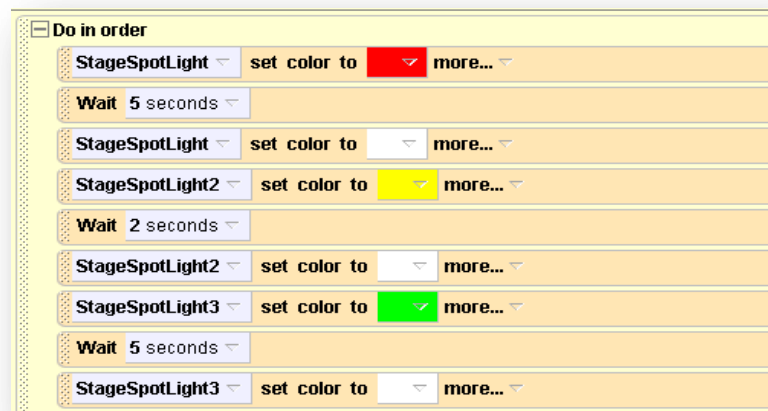 Do in order
StageSpotLight set color to more...
Wait 5 seconds
StageSpotLight set color to more...
StageSpotLight2 set color to more...
Wait 2 seconds
StageSpotLight2 set color to more...
StageSpotLight3 set color to more...
Wait 5 seconds
StageSpotLight3 set color to more...